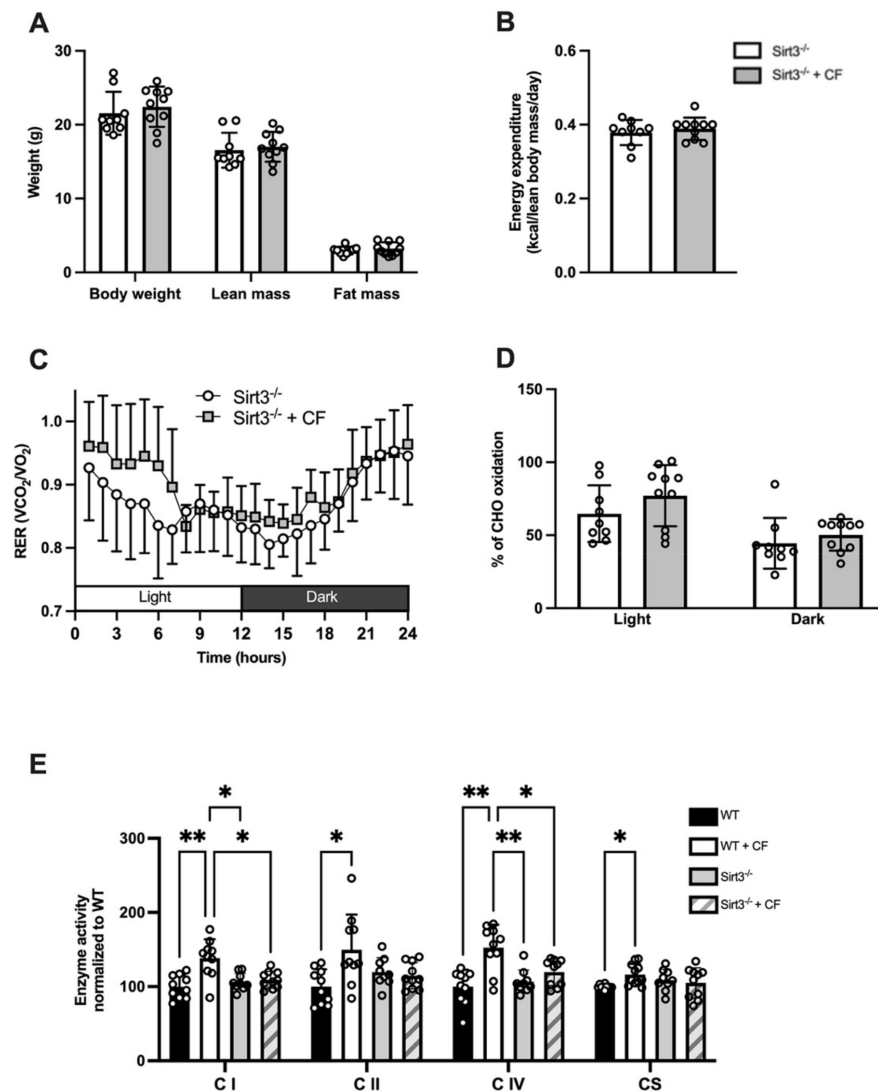 A
30
20
10
0
Weight (g)
Body weight
Lean mass
Fat mass
B
0.6
0.4
0.2
0.0
Energy expenditure
(kcal/lean body mass/day)
Sirt3-/-
Sirt3-/- + CF
C
Sirt3-/-
Sirt3-/- + CF
1.0
0.9
0.8
0.7
RER (VCO2/VO2)
Light
Dark
0 3 6 9 12 15 18 21 24
Time (hours)
D
150
100
50
0
% of CHO oxidation
Light
Dark
E
** * * * ** * ** *
300
200
100
0
Enzyme activity
normalized to WT
C I
C II
C IV
CS
WT
WT + CF
Sirt3-/-
Sirt3-/- + CF